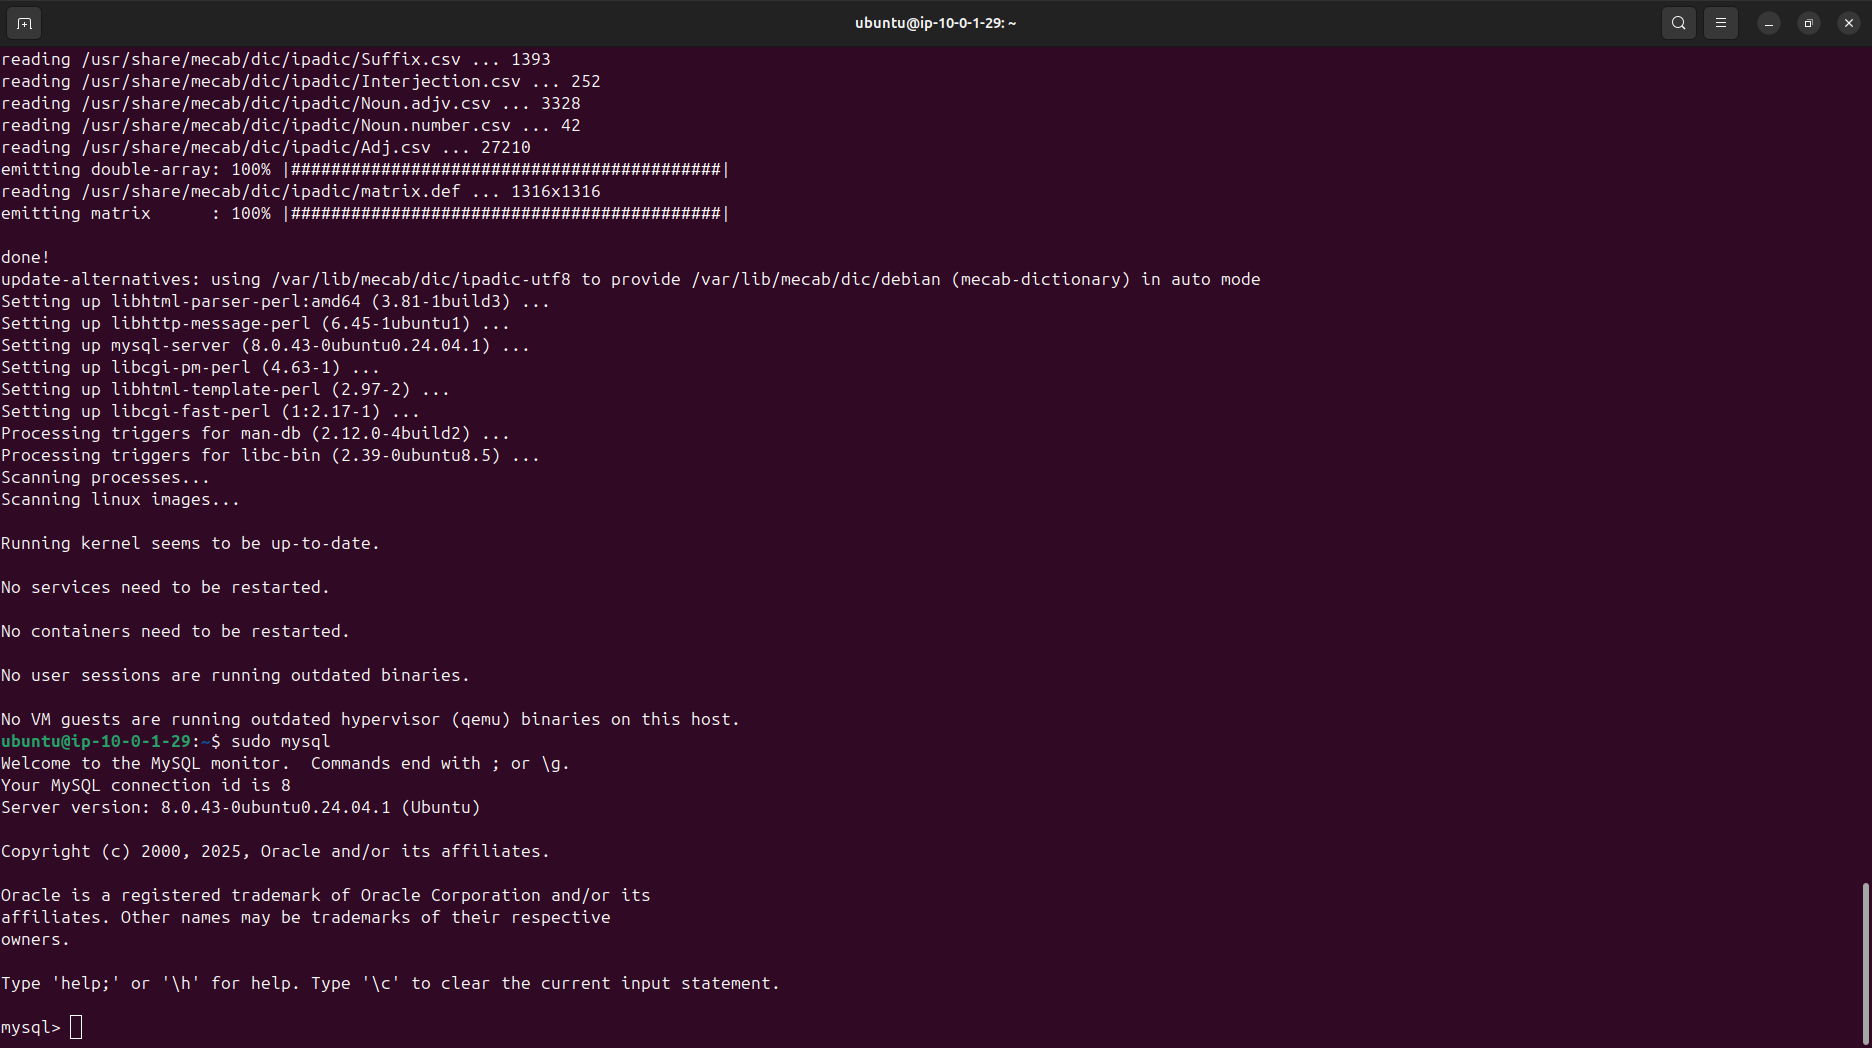 ubuntu@ip-10-0-1-29: ~
reading /usr/share/mecab/dic/ipadic/Suffix.csv ... 1393
reading /usr/share/mecab/dic/ipadic/Interjection.csv ... 252
reading /usr/share/mecab/dic/ipadic/Noun.adjv.csv ... 3328
reading /usr/share/mecab/dic/ipadic/Noun.number.csv ... 42
reading /usr/share/mecab/dic/ipadic/Adj.csv ... 27210
emitting double-array: 100% |###########################################|
reading /usr/share/mecab/dic/ipadic/matrix.def ... 1316x1316
emitting matrix      : 100% |###########################################|
done!
update-alternatives: using /var/lib/mecab/dic/ipadic-utf8 to provide /var/lib/mecab/dic/debian (mecab-dictionary) in auto mode
Setting up libhtml-parser-perl:amd64 (3.81-1build3) ...
Setting up libhttp-message-perl (6.45-1ubuntu1) ...
Setting up mysql-server (8.0.43-0ubuntu0.24.04.1) ...
Setting up libcgi-pm-perl (4.63-1) ...
Setting up libhtml-template-perl (2.97-2) ...
Setting up libcgi-fast-perl (1:2.17-1) ...
Processing triggers for man-db (2.12.0-4build2) ...
Processing triggers for libc-bin (2.39-0ubuntu8.5) ...
Scanning processes...
Scanning linux images...
Running kernel seems to be up-to-date.
No services need to be restarted.
No containers need to be restarted.
No user sessions are running outdated binaries.
No VM guests are running outdated hypervisor (qemu) binaries on this host.
ubuntu@ip-10-0-1-29:~$ sudo mysql
Welcome to the MySQL monitor.  Commands end with ; or \g.
Your MySQL connection id is 8
Server version: 8.0.43-0ubuntu0.24.04.1 (Ubuntu)
Copyright (c) 2000, 2025, Oracle and/or its affiliates.
Oracle is a registered trademark of Oracle Corporation and/or its
affiliates. Other names may be trademarks of their respective
owners.
Type 'help;' or '\h' for help. Type '\c' to clear the current input statement.
mysql>